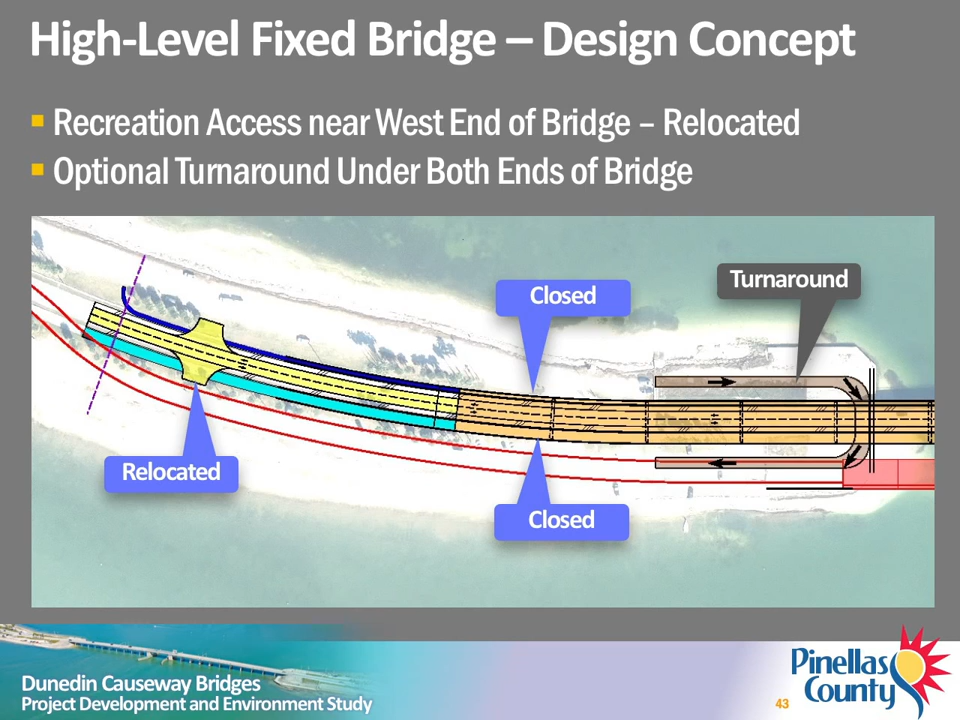 High-Level Fixed Bridge – Design Concept
▪ Recreation Access near West End of Bridge – Relocated
▪ Optional Turnaround Under Both Ends of Bridge
Turnaround
Closed
Relocated
Closed
Dunedin Causeway Bridges
Project Development and Environment Study
43
Pinellas
County